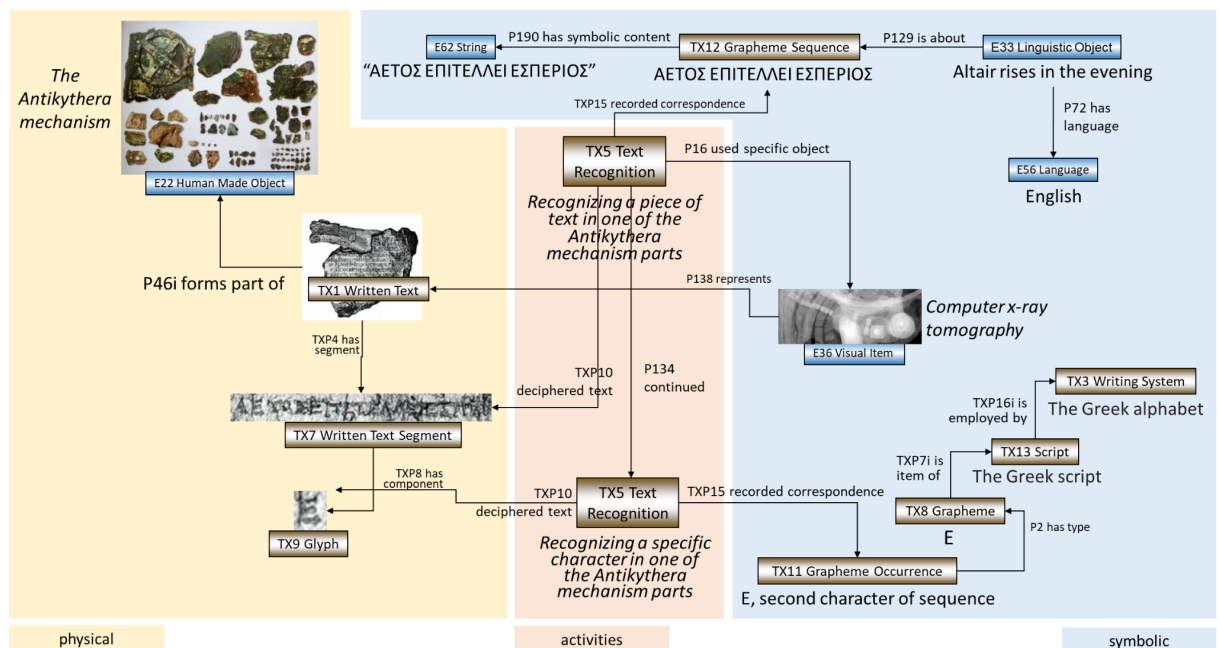 The
Antikythera
mechanism
E22 Human Made Object
P46i forms part of
TX1 Written Text
TXP4 has
segment
TX7 Written Text Segment
TXP8 has
component
TX9 Glyph
E62 String
"ΑΕΤΟΣ ΕΠΙΤΕΛΛΕΙ ΕΣΠΕΡΙΟΣ"
P190 has symbolic content
TX12 Grapheme Sequence
ΑΕΤΟΣ ΕΠΙΤΕΛΛΕΙ ΕΣΠΕΡΙΟΣ
P129 is about
E33 Linguistic Object
Altair rises in the evening
P72 has
language
E56 Language
English
TXP15 recorded correspondence
TX5 Text
Recognition
P16 used specific object
Recognizing a piece of
text in one of the
Antikythera
mechanism parts
P138 represents
Computer x-ray
tomography
E36 Visual Item
TXP10
deciphered text
P134
continued
TX5 Text
Recognition
TXP10
deciphered text
TXP15 recorded correspondence
Recognizing a specific
character in one of
the Antikythera
mechanism parts
TX3 Writing System
The Greek alphabet
TXP16i is
employed by
TX13 Script
The Greek script
TXP7i is
item of
TX8 Grapheme
E
P2 has type
TX11 Grapheme Occurrence
E, second character of sequence
physical
activities
symbolic